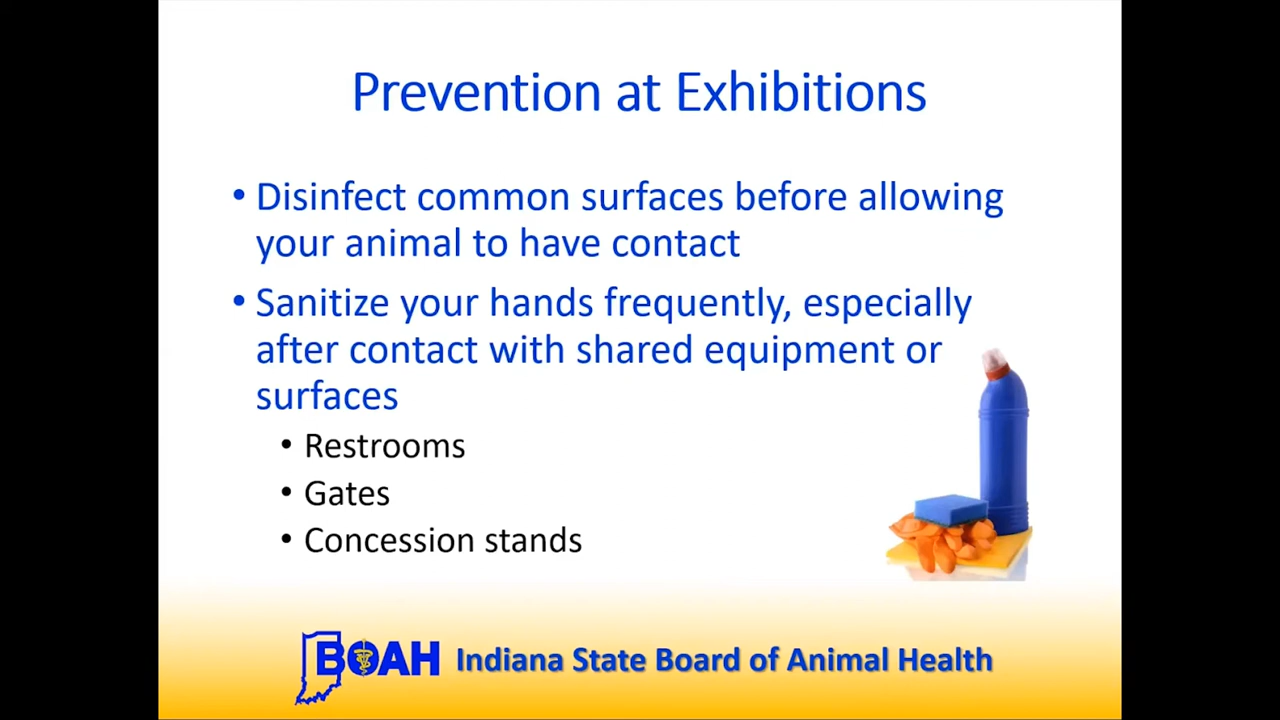 Prevention at Exhibitions
• Disinfect common surfaces before allowing
your animal to have contact
• Sanitize your hands frequently, especially
after contact with shared equipment or
surfaces
• Restrooms
• Gates
• Concession stands
BOAH Indiana State Board of Animal Health